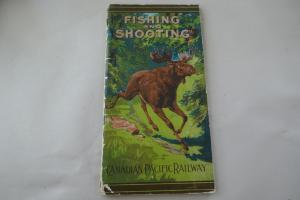 FISHING
AND
SHOOTING
CANADIAN PACIFIC RAILWAY